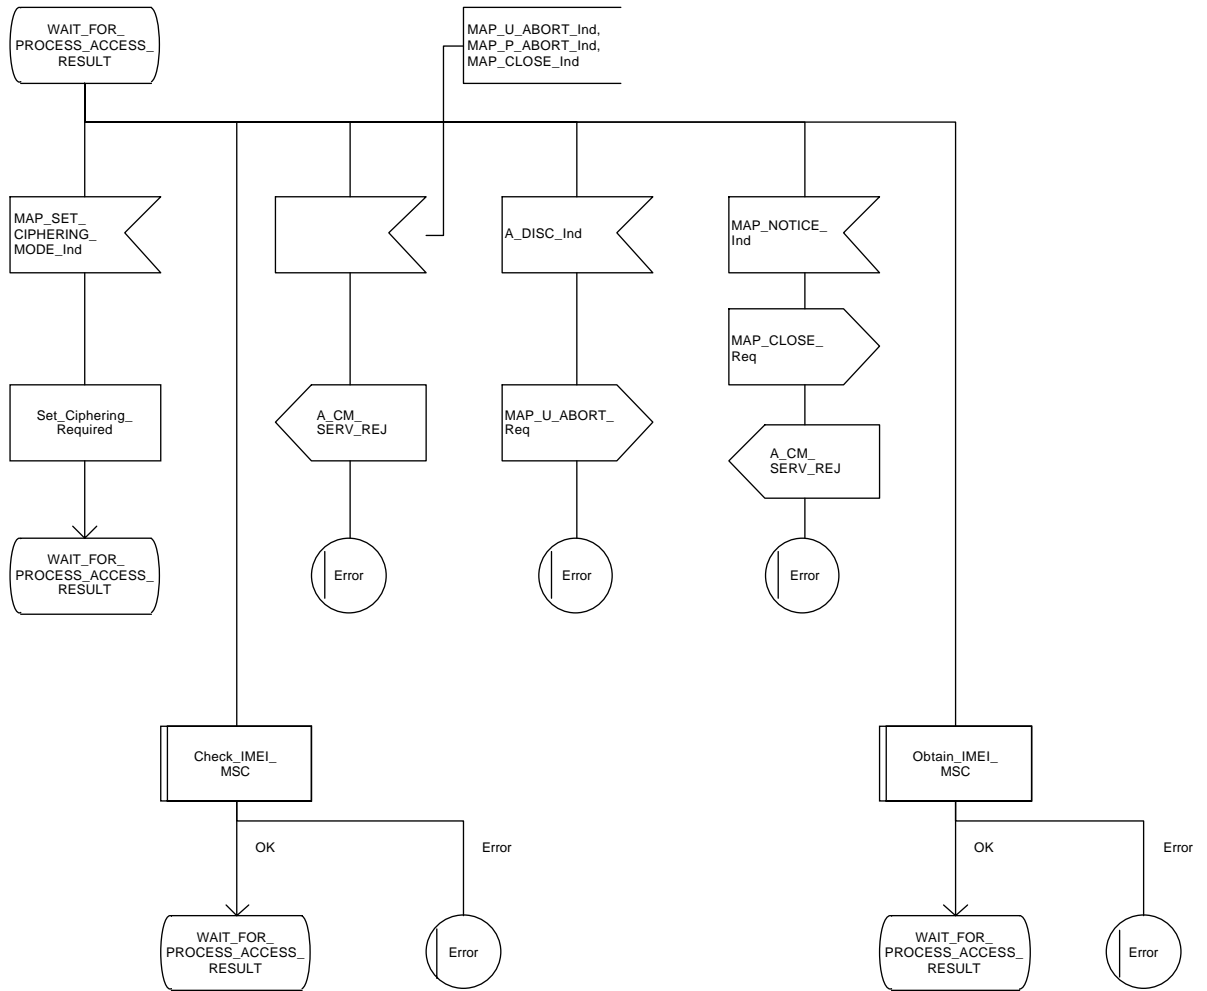 WAIT_FOR_
PROCESS_ACCESS_
RESULT
MAP_U_ABORT_Ind,
MAP_P_ABORT_Ind,
MAP_CLOSE_Ind
MAP_SET_
CIPHERING_
MODE_Ind
A_DISC_Ind
MAP_NOTICE_
Ind
MAP_CLOSE_
Req
Set_Ciphering_
Required
A_CM_
SERV_REJ
MAP_U_ABORT_
Req
A_CM_
SERV_REJ
WAIT_FOR_
PROCESS_ACCESS_
RESULT
Error
Error
Error
Check_IMEI_
MSC
Obtain_IMEI_
MSC
OK
Error
OK
Error
WAIT_FOR_
PROCESS_ACCESS_
RESULT
Error
WAIT_FOR_
PROCESS_ACCESS_
RESULT
Error